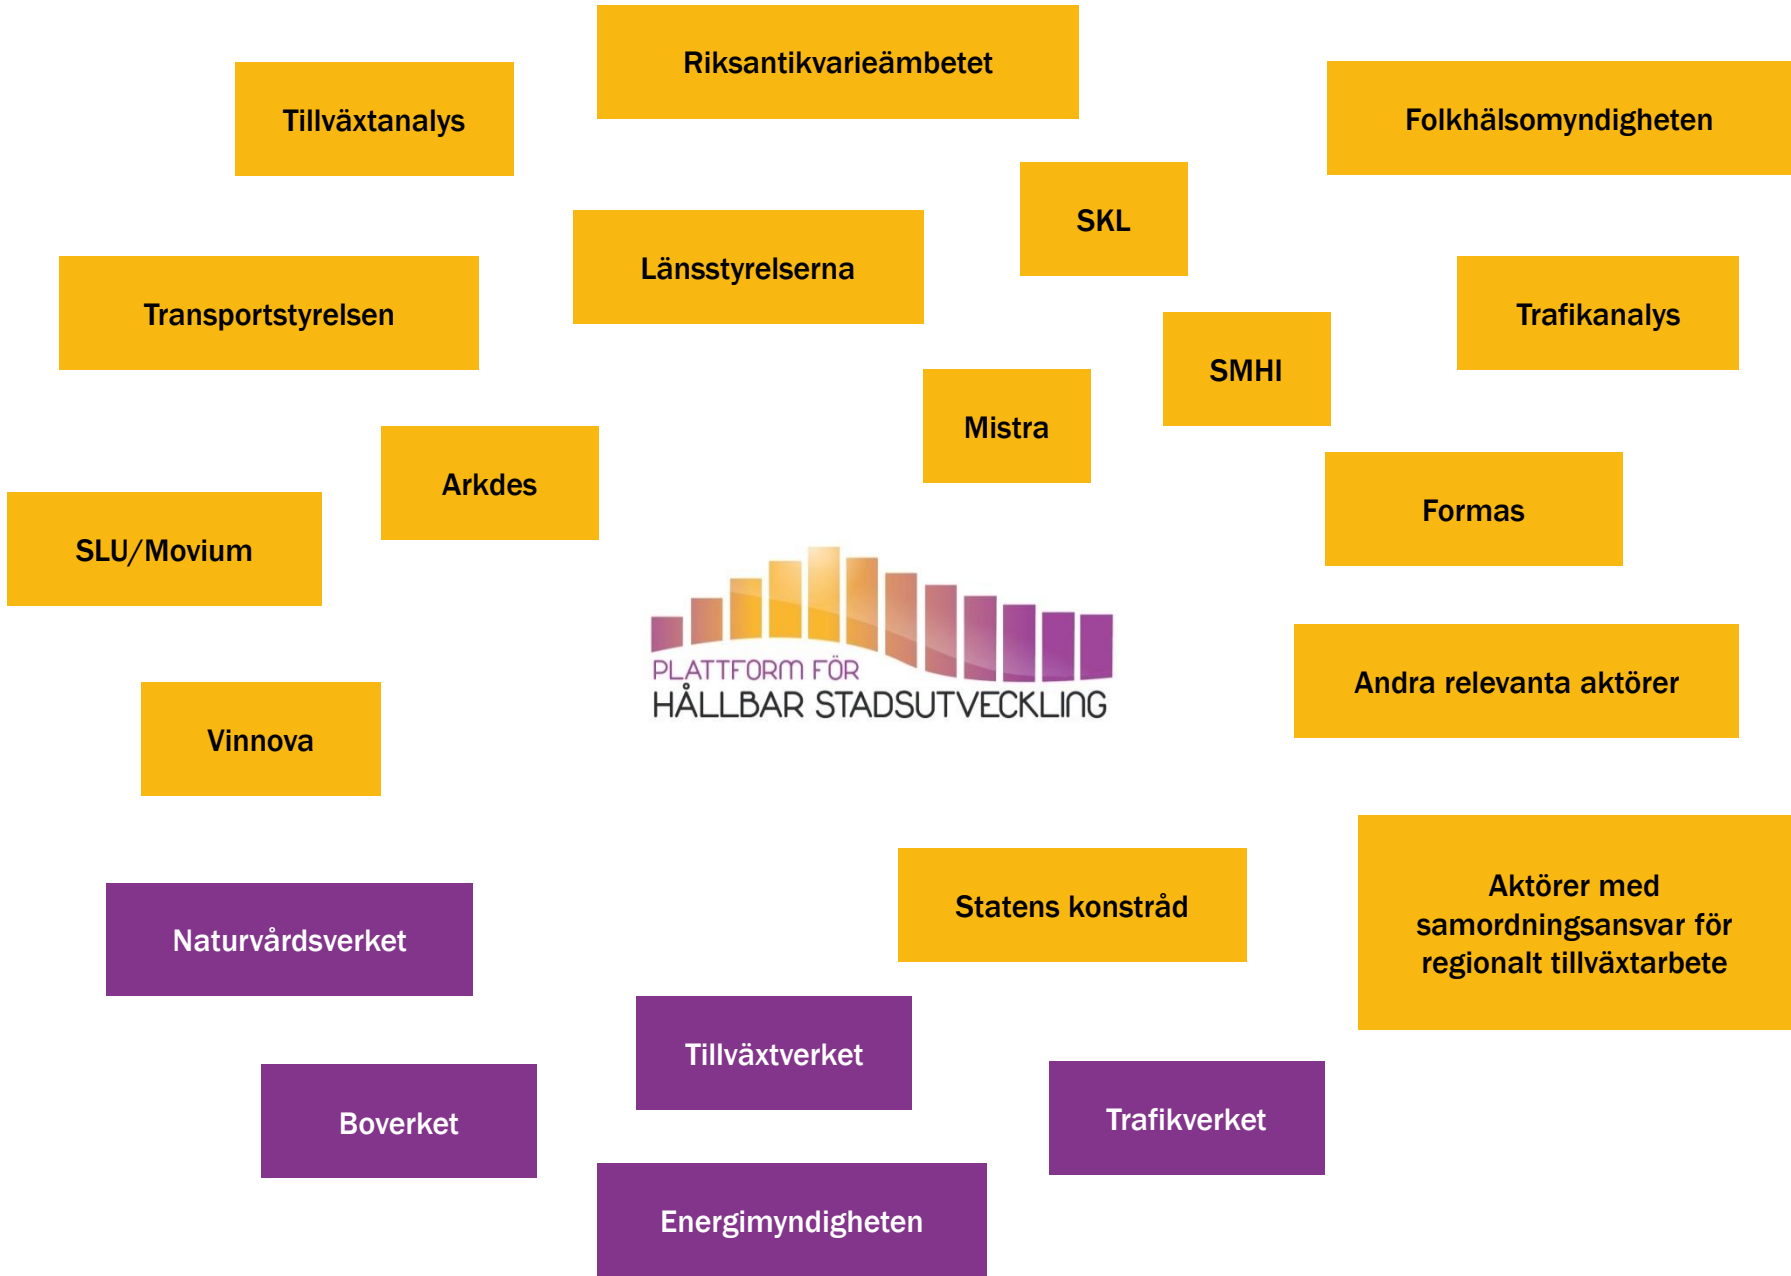 Riksantikvarieämbetet
Tillväxtanalys
Folkhälsomyndigheten
SKL
Länsstyrelserna
Transportstyrelsen
Trafikanalys
SMHI
Mistra
Arkdes
Formas
SLU/Movium
PLATTFORM FÖR
HÅLLBAR STADSUTVECKLING
Andra relevanta aktörer
Vinnova
Statens konstråd
Aktörer med
samordningsansvar för
regionalt tillväxtarbete
Naturvårdsverket
Tillväxtverket
Boverket
Trafikverket
Energimyndigheten